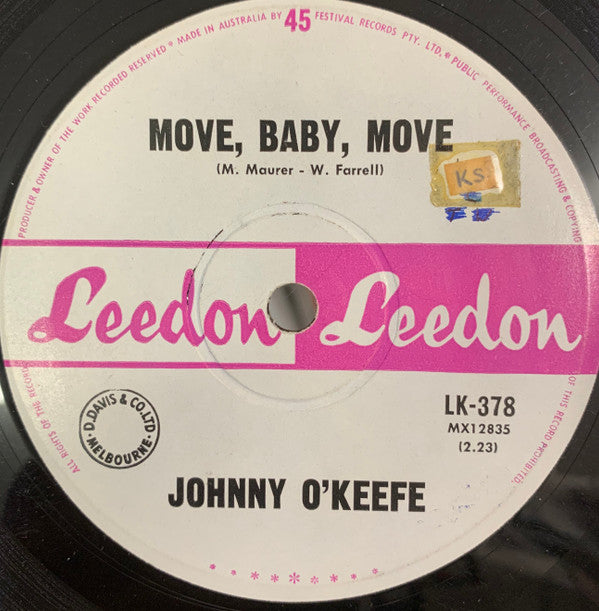 PRODUCER & OWNER OF THE WORK RECORDED RESERVED * MADE IN AUSTRALIA BY FESTIVAL RECORDS PTY. LTD. * PUBLIC PERFORMANCE BROADCASTING & COPYING
45
MOVE, BABY, MOVE
(M. Maurer - W. Farrell)
KS
Leedon Leedon
D.DAVIS & CO.LTD
• MELBOURNE •
LK-378
MX12835
(2.23)
JOHNNY O'KEEFE
ALL RIGHTS OF THE RECORD
OF THIS RECORD PROHIBITED.